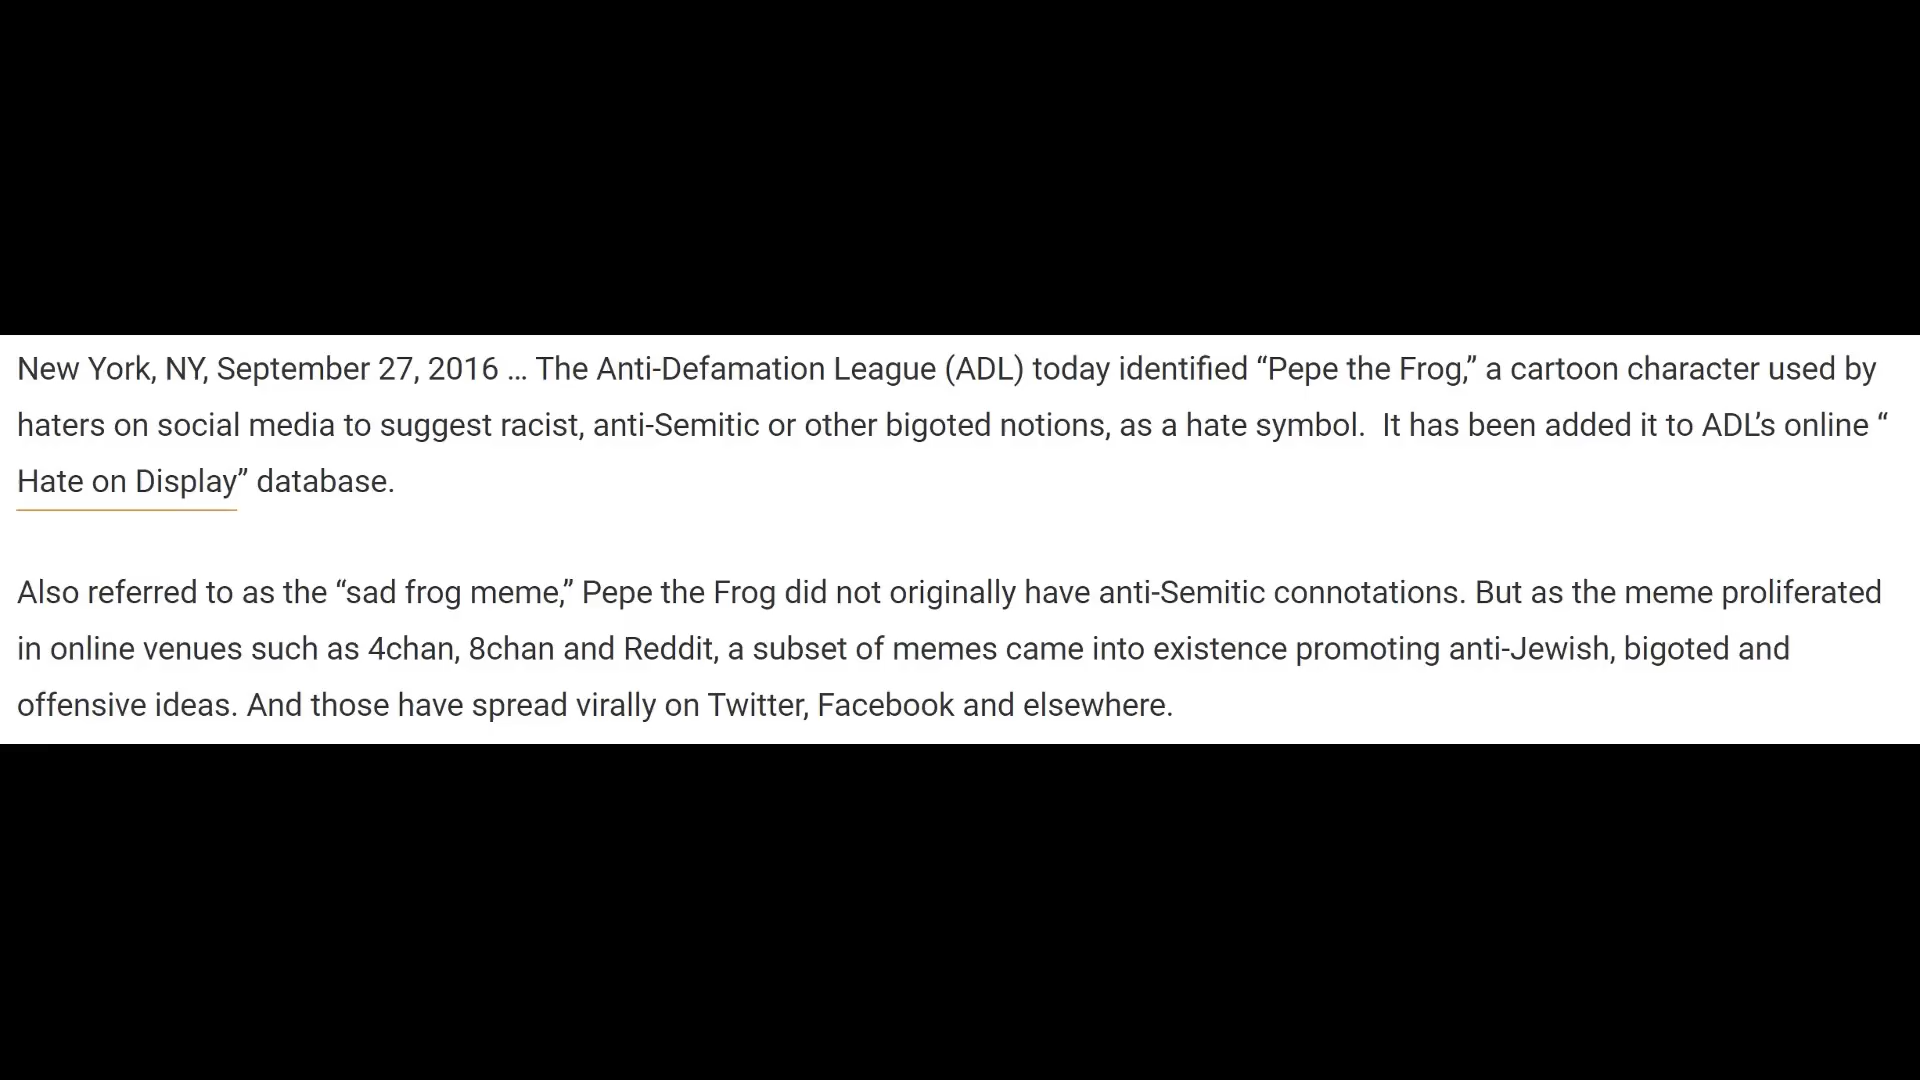 New York, NY, September 27, 2016 … The Anti-Defamation League (ADL) today identified “Pepe the Frog,” a cartoon character used by
haters on social media to suggest racist, anti-Semitic or other bigoted notions, as a hate symbol.  It has been added it to ADL’s online “
Hate on Display” database.
Also referred to as the “sad frog meme,” Pepe the Frog did not originally have anti-Semitic connotations. But as the meme proliferated
in online venues such as 4chan, 8chan and Reddit, a subset of memes came into existence promoting anti-Jewish, bigoted and
offensive ideas. And those have spread virally on Twitter, Facebook and elsewhere.